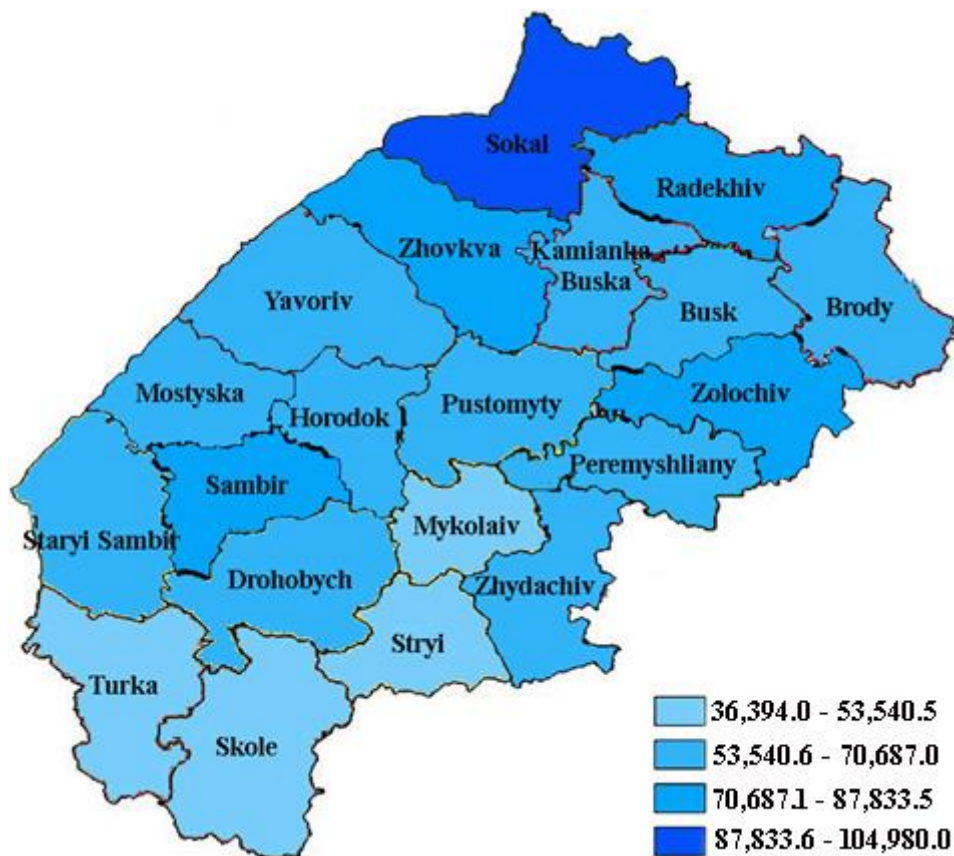 Sokal
Radekhiv
Zhovkva
Kamianka
Buska
Yavoriv
Busk
Brody
Mostyska
Horodok
Pustomyty
Zolochiv
Sambir
Peremyshliany
Mykolaiv
Staryi Sambir
Drohobych
Zhydachiv
Stryi
Turka
Skole
36,394.0 - 53,540.5
53,540.6 - 70,687.0
70,687.1 - 87,833.5
87,833.6 - 104,980.0